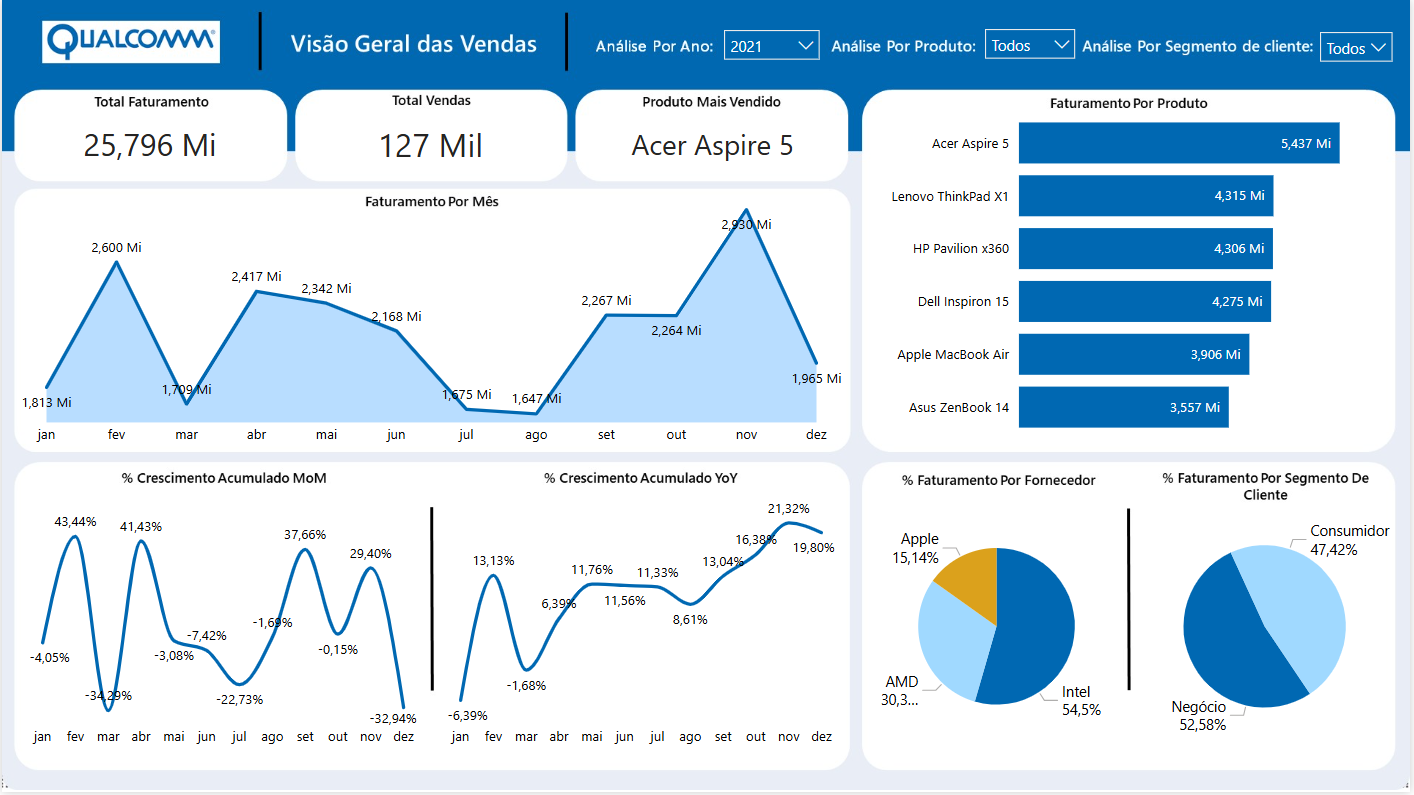 QUALCOMM
Visão Geral das Vendas
Análise Por Ano:
2021
Análise Por Produto:
Todos
Análise Por Segmento de cliente:
Todos
Total Faturamento
25,796 Mi
Total Vendas
127 Mil
Produto Mais Vendido
Acer Aspire 5
Faturamento Por Mês
2,600 Mi
2,417 Mi
2,342 Mi
2,168 Mi
2,267 Mi
2,264 Mi
2,930 Mi
1,813 Mi
1,709 Mi
1,675 Mi
1,647 Mi
1,965 Mi
jan fev mar abr mai jun jul ago set out nov dez
Faturamento Por Produto
Acer Aspire 5 5,437 Mi
Lenovo ThinkPad X1 4,315 Mi
HP Pavilion x360 4,306 Mi
Dell Inspiron 15 4,275 Mi
Apple MacBook Air 3,906 Mi
Asus ZenBook 14 3,557 Mi
% Crescimento Acumulado MoM
-4,05%
43,44%
-34,29%
41,43%
-3,08%
-7,42%
-22,73%
-1,69%
37,66%
-0,15%
29,40%
-32,94%
jan fev mar abr mai jun jul ago set out nov dez
% Crescimento Acumulado YoY
-6,39%
13,13%
-1,68%
6,39%
11,76%
11,56%
11,33%
8,61%
13,04%
16,38%
21,32%
19,80%
jan fev mar abr mai jun jul ago set out nov dez
% Faturamento Por Fornecedor
Apple
15,14%
AMD
30,3...
Intel
54,5%
% Faturamento Por Segmento De
Cliente
Consumidor
47,42%
Negócio
52,58%